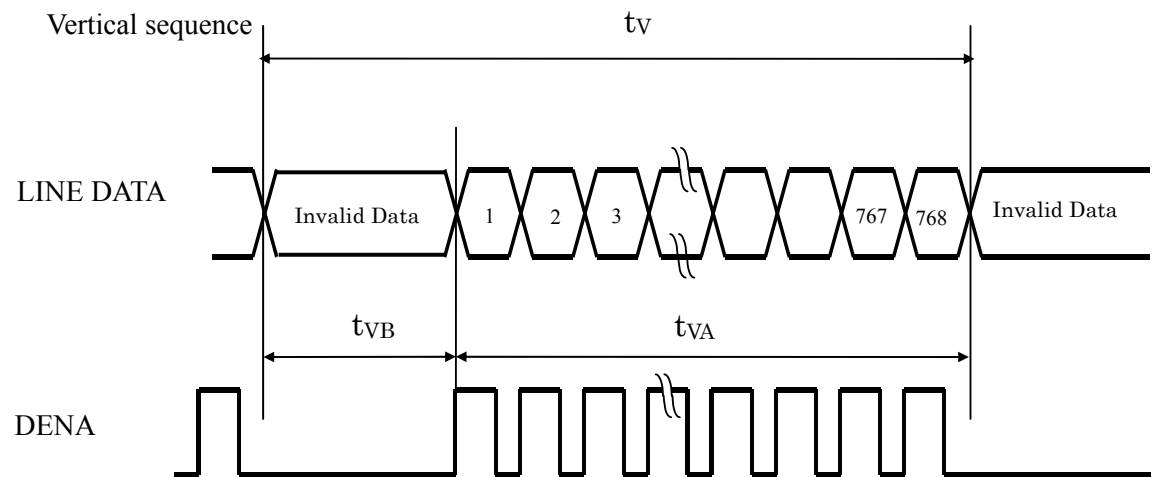 Vertical sequence
tV
LINE DATA
Invalid Data
1
2
3
767
768
Invalid Data
tVB
tVA
DENA